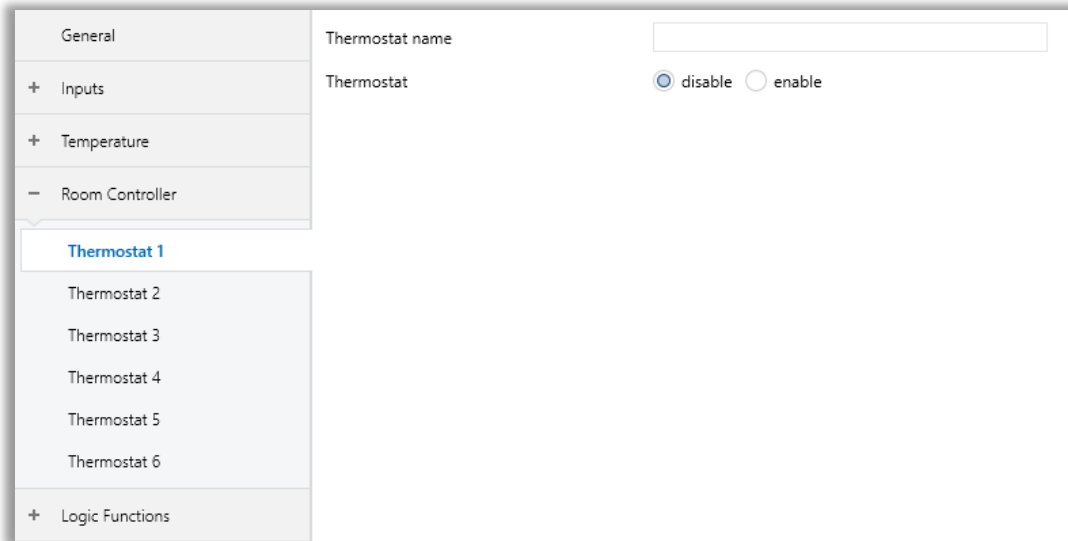 General
+ Inputs
+ Temperature
− Room Controller
Thermostat 1
Thermostat 2
Thermostat 3
Thermostat 4
Thermostat 5
Thermostat 6
+ Logic Functions
Thermostat name
Thermostat disable enable